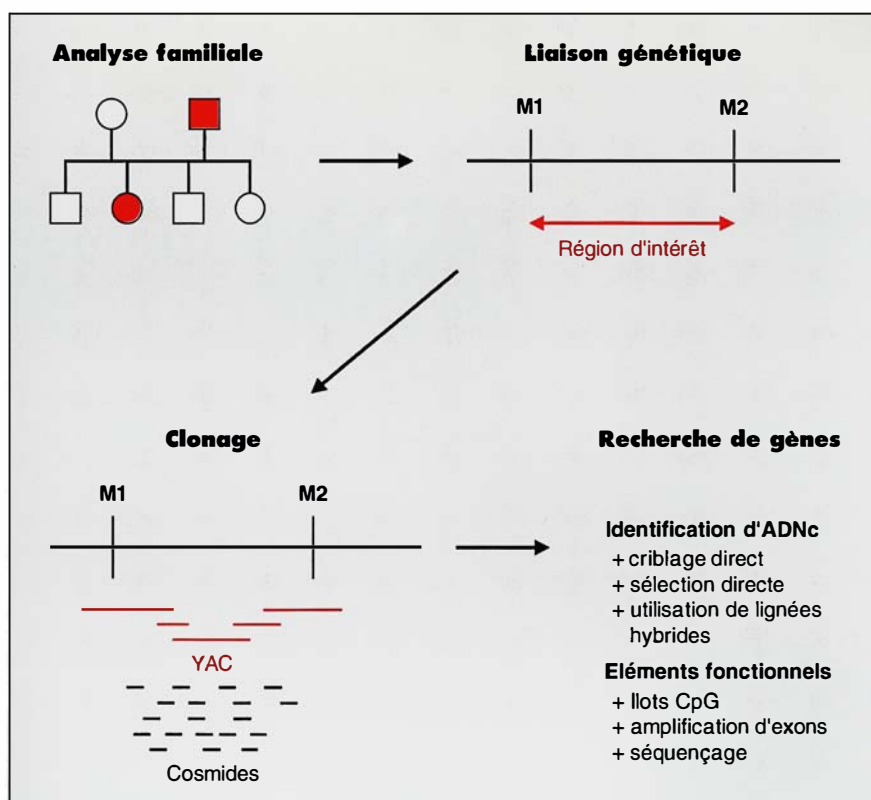 Analyse familiale
Liaison génétique
M1
M2
Région d'intérêt
Clonage
M1
M2
YAC
Cosmides
Recherche de gènes
Identification d'ADNc
+ criblage direct
+ sélection directe
+ utilisation de lignées
hybrides
Eléments fonctionnels
+ Ilots CpG
+ amplification d'exons
+ séquençage